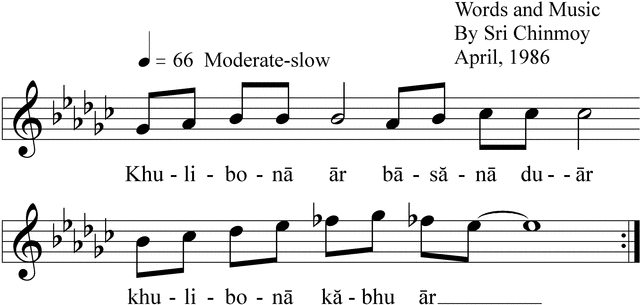 Words and Music
By Sri Chinmoy
April, 1986
= 66 Moderate-slow
Khu - li - bo - nā ār bā - să - nā du - - ār
khu - li - bo - nā kă - bhu ār